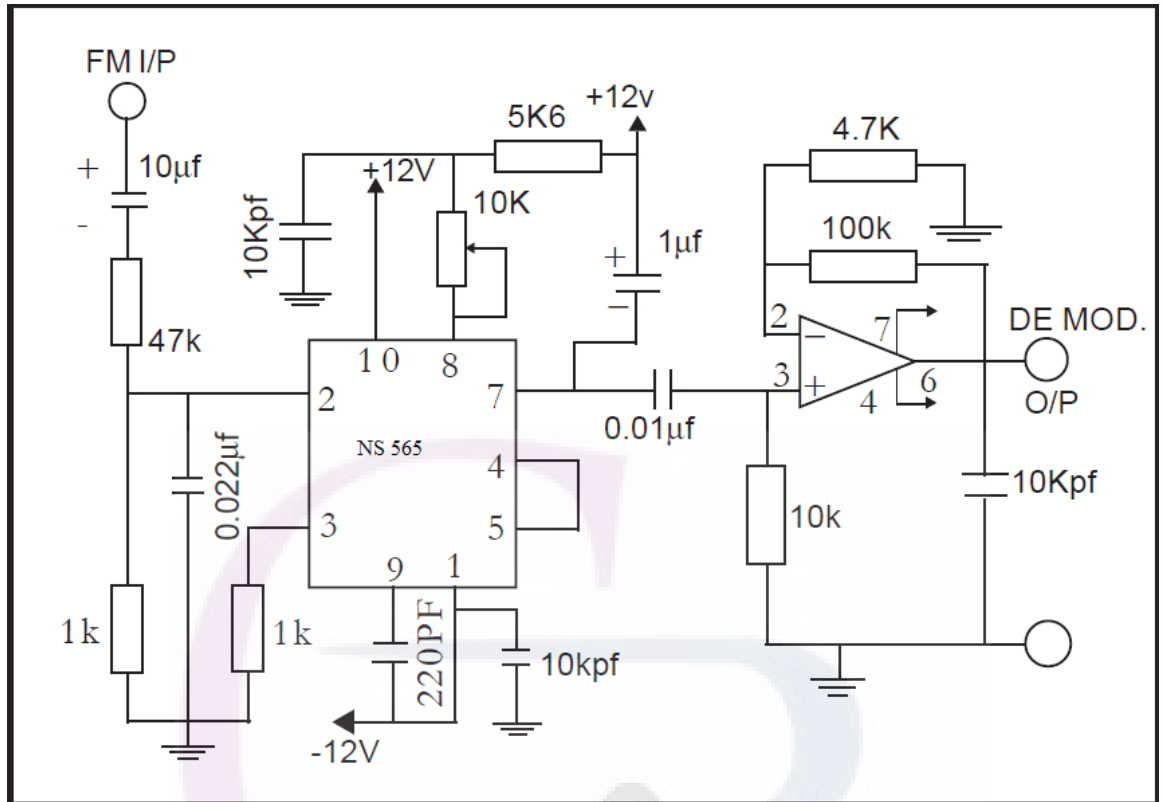 FM I/P
+
10µf
-
47k
0.022µf
1k
1k
10Kpf
+12V
10K
5K6
+12v
+
1µf
−
10
8
2
7
NS 565
4
3
5
9
1
220PF
10kpf
-12V
0.01µf
10k
4.7K
100k
2
−
7
3
+
4
6
DE MOD.
O/P
10Kpf